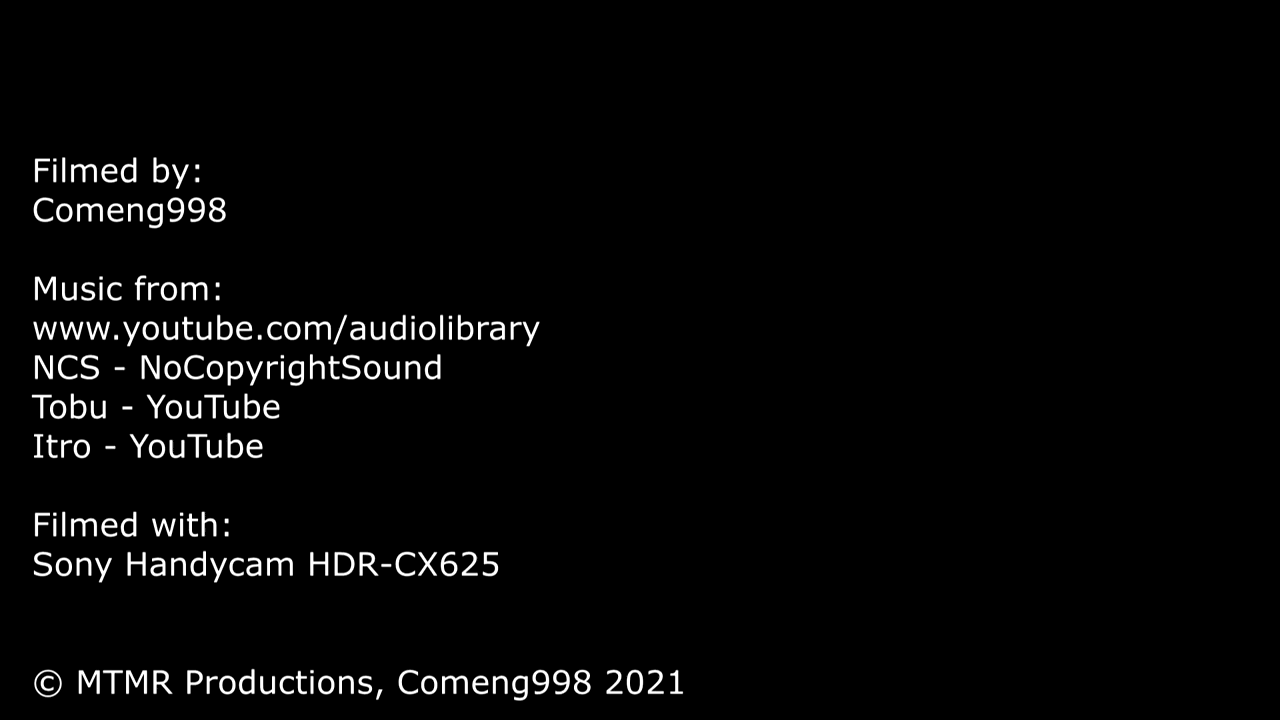 Filmed by:
Comeng998
Music from:
www.youtube.com/audiolibrary
NCS - NoCopyrightSound
Tobu - YouTube
Itro - YouTube
Filmed with:
Sony Handycam HDR-CX625
© MTMR Productions, Comeng998 2021